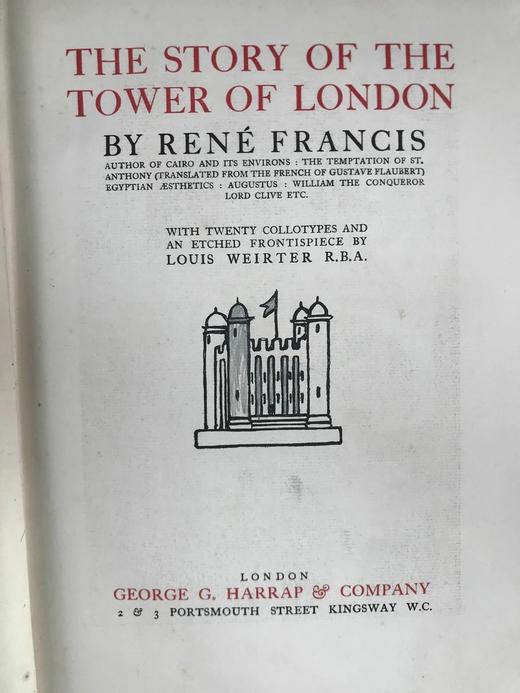 THE STORY OF THE
TOWER OF LONDON
BY RENÉ FRANCIS
AUTHOR OF CAIRO AND ITS ENVIRONS : THE TEMPTATION OF ST.
ANTHONY (TRANSLATED FROM THE FRENCH OF GUSTAVE FLAUBERT)
EGYPTIAN ÆSTHETICS : AUGUSTUS : WILLIAM THE CONQUEROR
LORD CLIVE ETC.
WITH TWENTY COLLOTYPES AND
AN ETCHED FRONTISPIECE BY
LOUIS WEIRTER R.B.A.
LONDON
GEORGE G. HARRAP & COMPANY
2 & 3 PORTSMOUTH STREET KINGSWAY W.C.